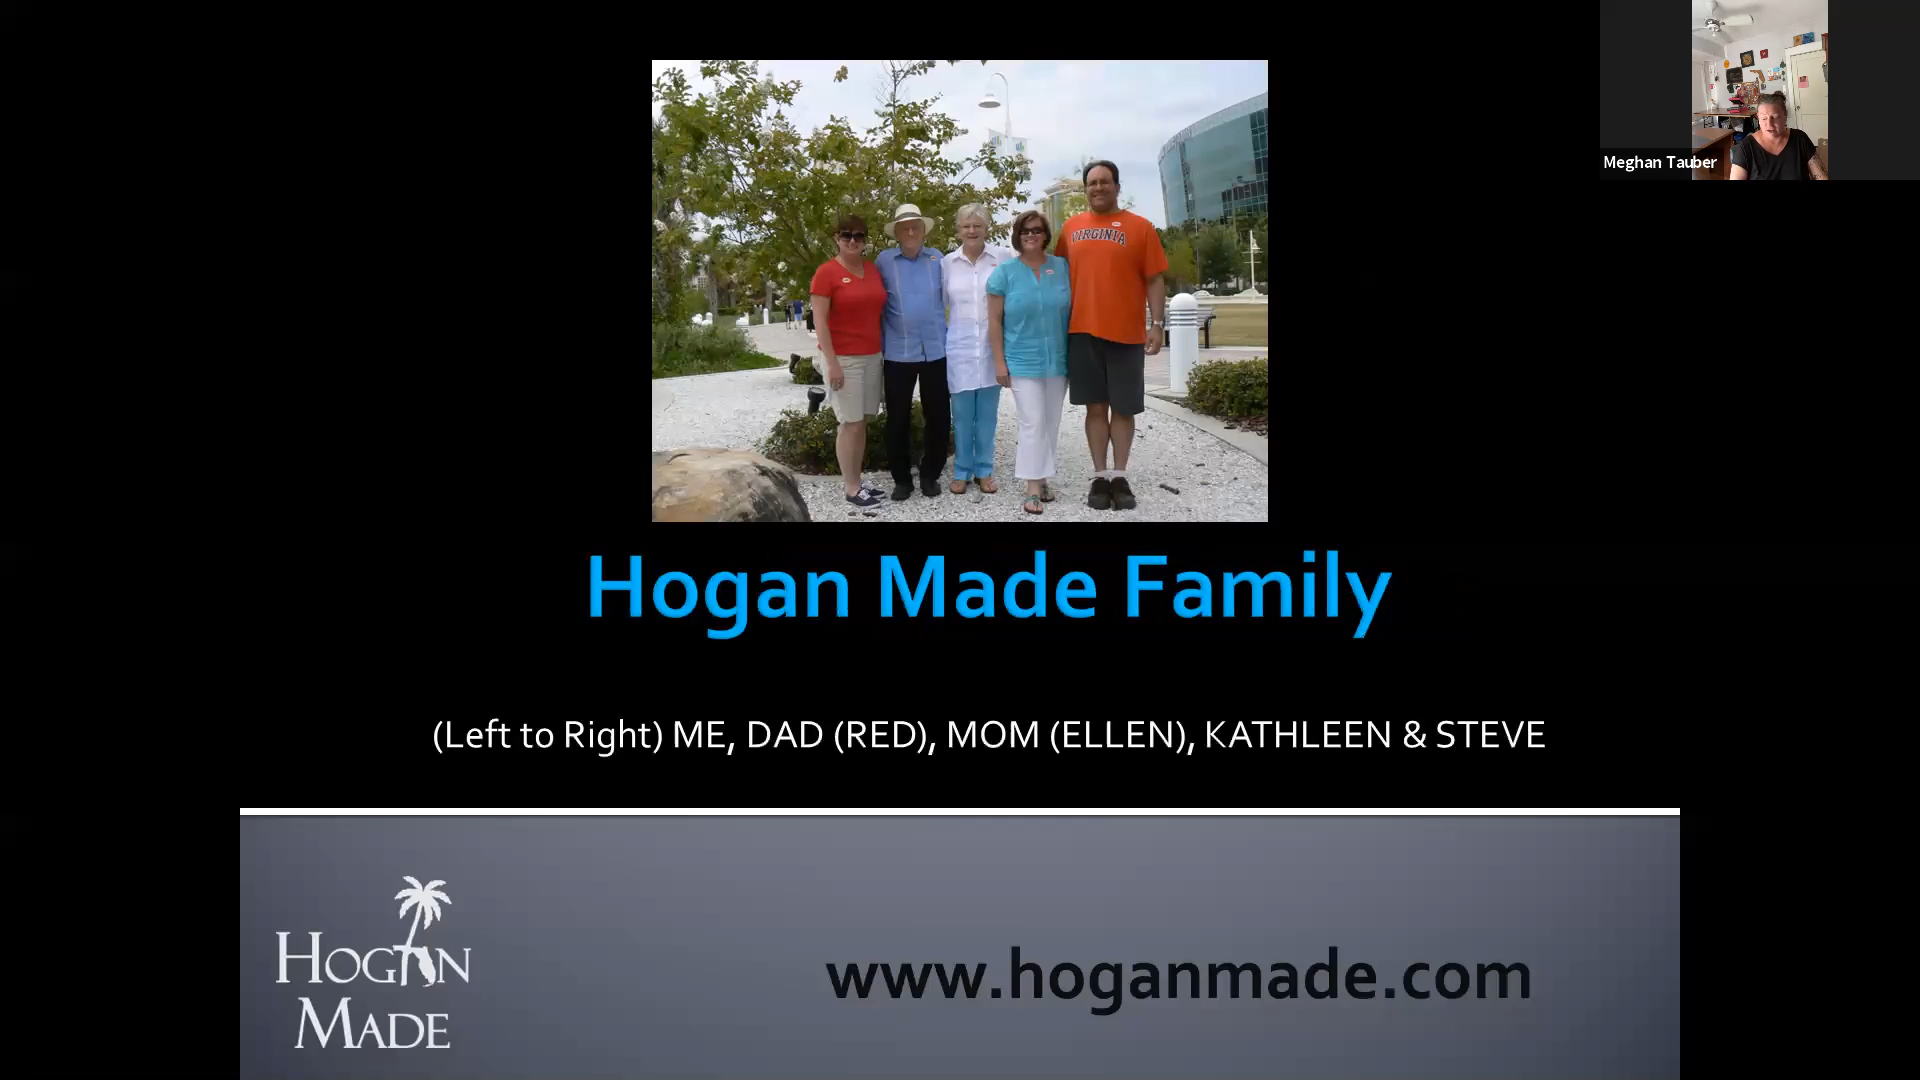 Meghan Tauber
VIRGINIA
Hogan Made Family
(Left to Right) ME, DAD (RED), MOM (ELLEN), KATHLEEN & STEVE
HOGAN
MADE
www.hoganmade.com